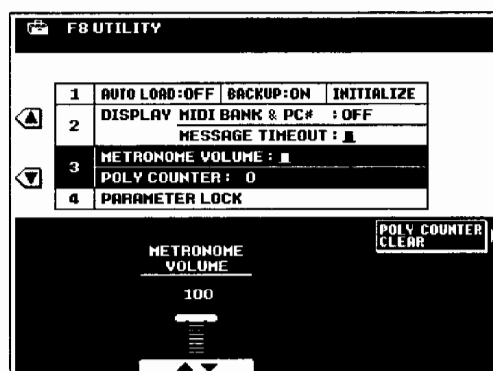 F8 UTILITY
1 AUTO LOAD:OFF BACKUP:ON INITIALIZE
2 DISPLAY MIDI BANK & PC# :OFF
MESSAGE TIMEOUT:
3 METRONOME VOLUME:
POLY COUNTER: 0
4 PARAMETER LOCK
POLY COUNTER
CLEAR
METRONOME
VOLUME
100